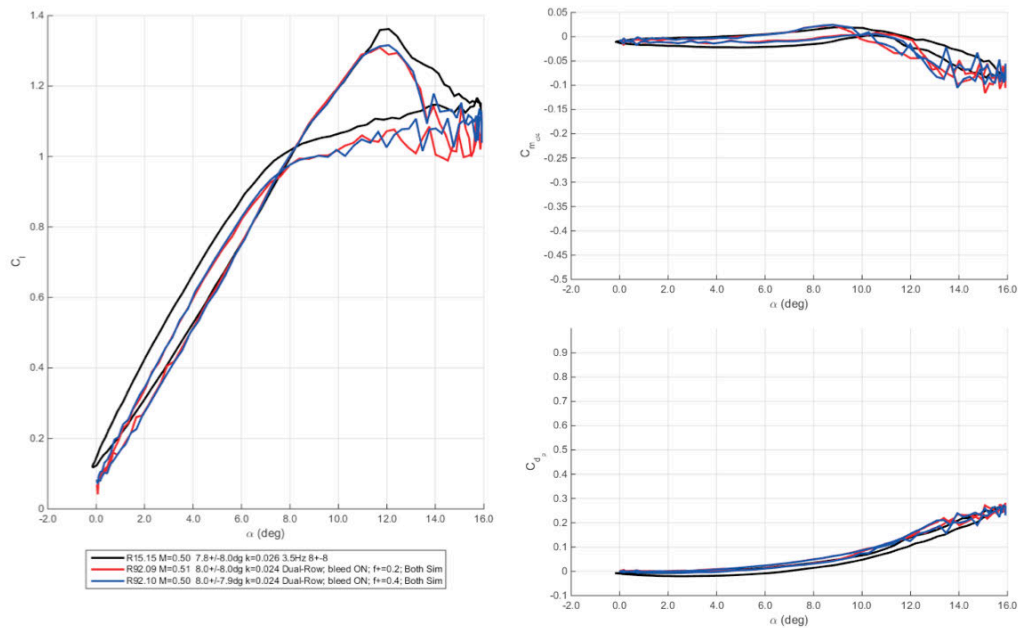 1.4
1.2
1
0.8
0.6
0.4
0.2
0
C_l
-2.0 0.0 2.0 4.0 6.0 8.0 10.0 12.0 14.0 16.0
α (deg)
R15.15 M=0.50 7.8+/-8.0dg k=0.026 3.5Hz 8+-8
R92.09 M=0.51 8.0+/-8.0dg k=0.024 Dual-Row; bleed ON; f+=0.2; Both Sim
R92.10 M=0.50 8.0+/-7.9dg k=0.024 Dual-Row; bleed ON; f+=0.4; Both Sim
0.05
0
-0.05
-0.1
-0.15
-0.2
-0.25
-0.3
-0.35
-0.4
-0.45
-0.5
C_m_c/4
-2.0 0.0 2.0 4.0 6.0 8.0 10.0 12.0 14.0 16.0
α (deg)
0.9
0.8
0.7
0.6
0.5
0.4
0.3
0.2
0.1
0
-0.1
C_d_p
-2.0 0.0 2.0 4.0 6.0 8.0 10.0 12.0 14.0 16.0
α (deg)